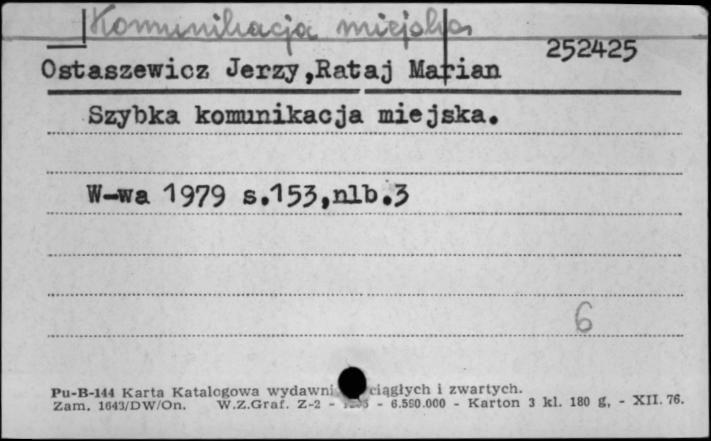 Komunikacja miejska
252425
Ostaszewicz Jerzy,Rataj Marian
Szybka komunikacja miejska.
W-wa 1979 s.153,nlb.3
6
Pu-B-144 Karta Katalogowa ciągłych i zwartych.
Zam. 1643/DW/On. W.Z.Graf. Z-2 - - 6.590.000 - Karton 3 kl. 180 g, - XII. 76.